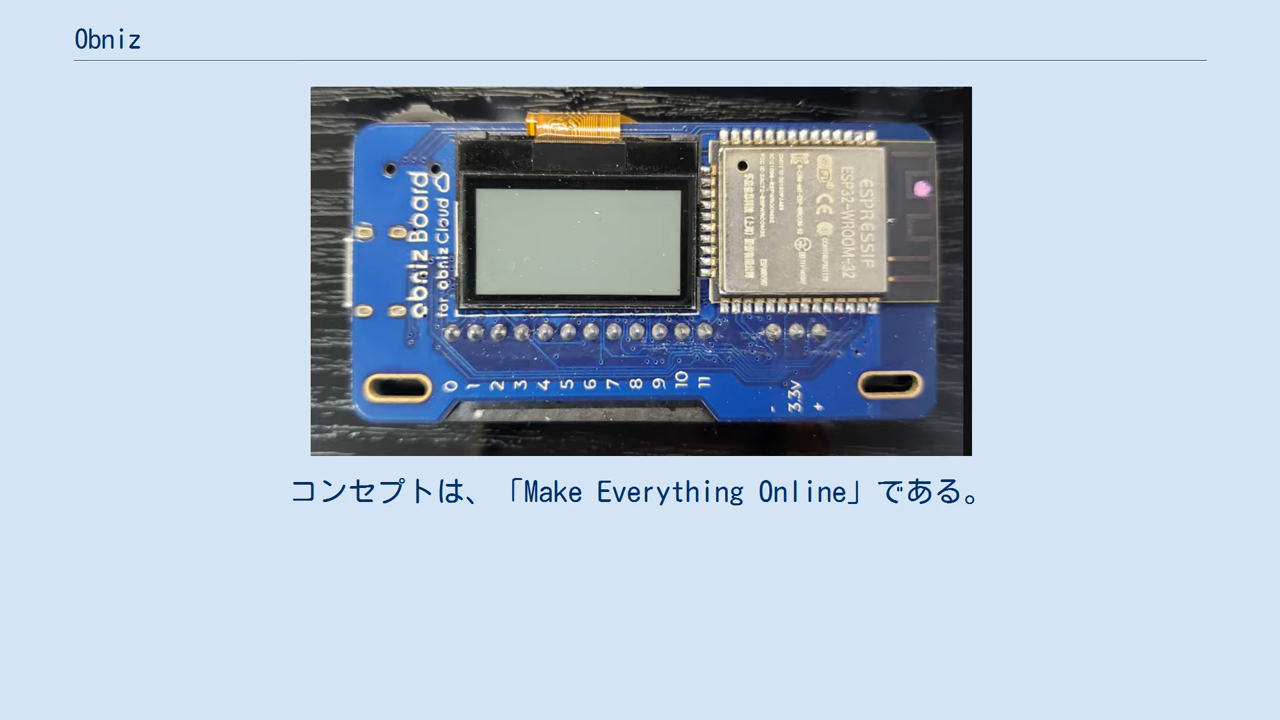 Obniz
obniz Board
for obniz Cloud
ESPRESSIF
ESP32-WROOM-32
0 1 2 3 4 5 6 7 8 9 10 11
- 3.3v +
コンセプトは、「Make Everything Online」である。